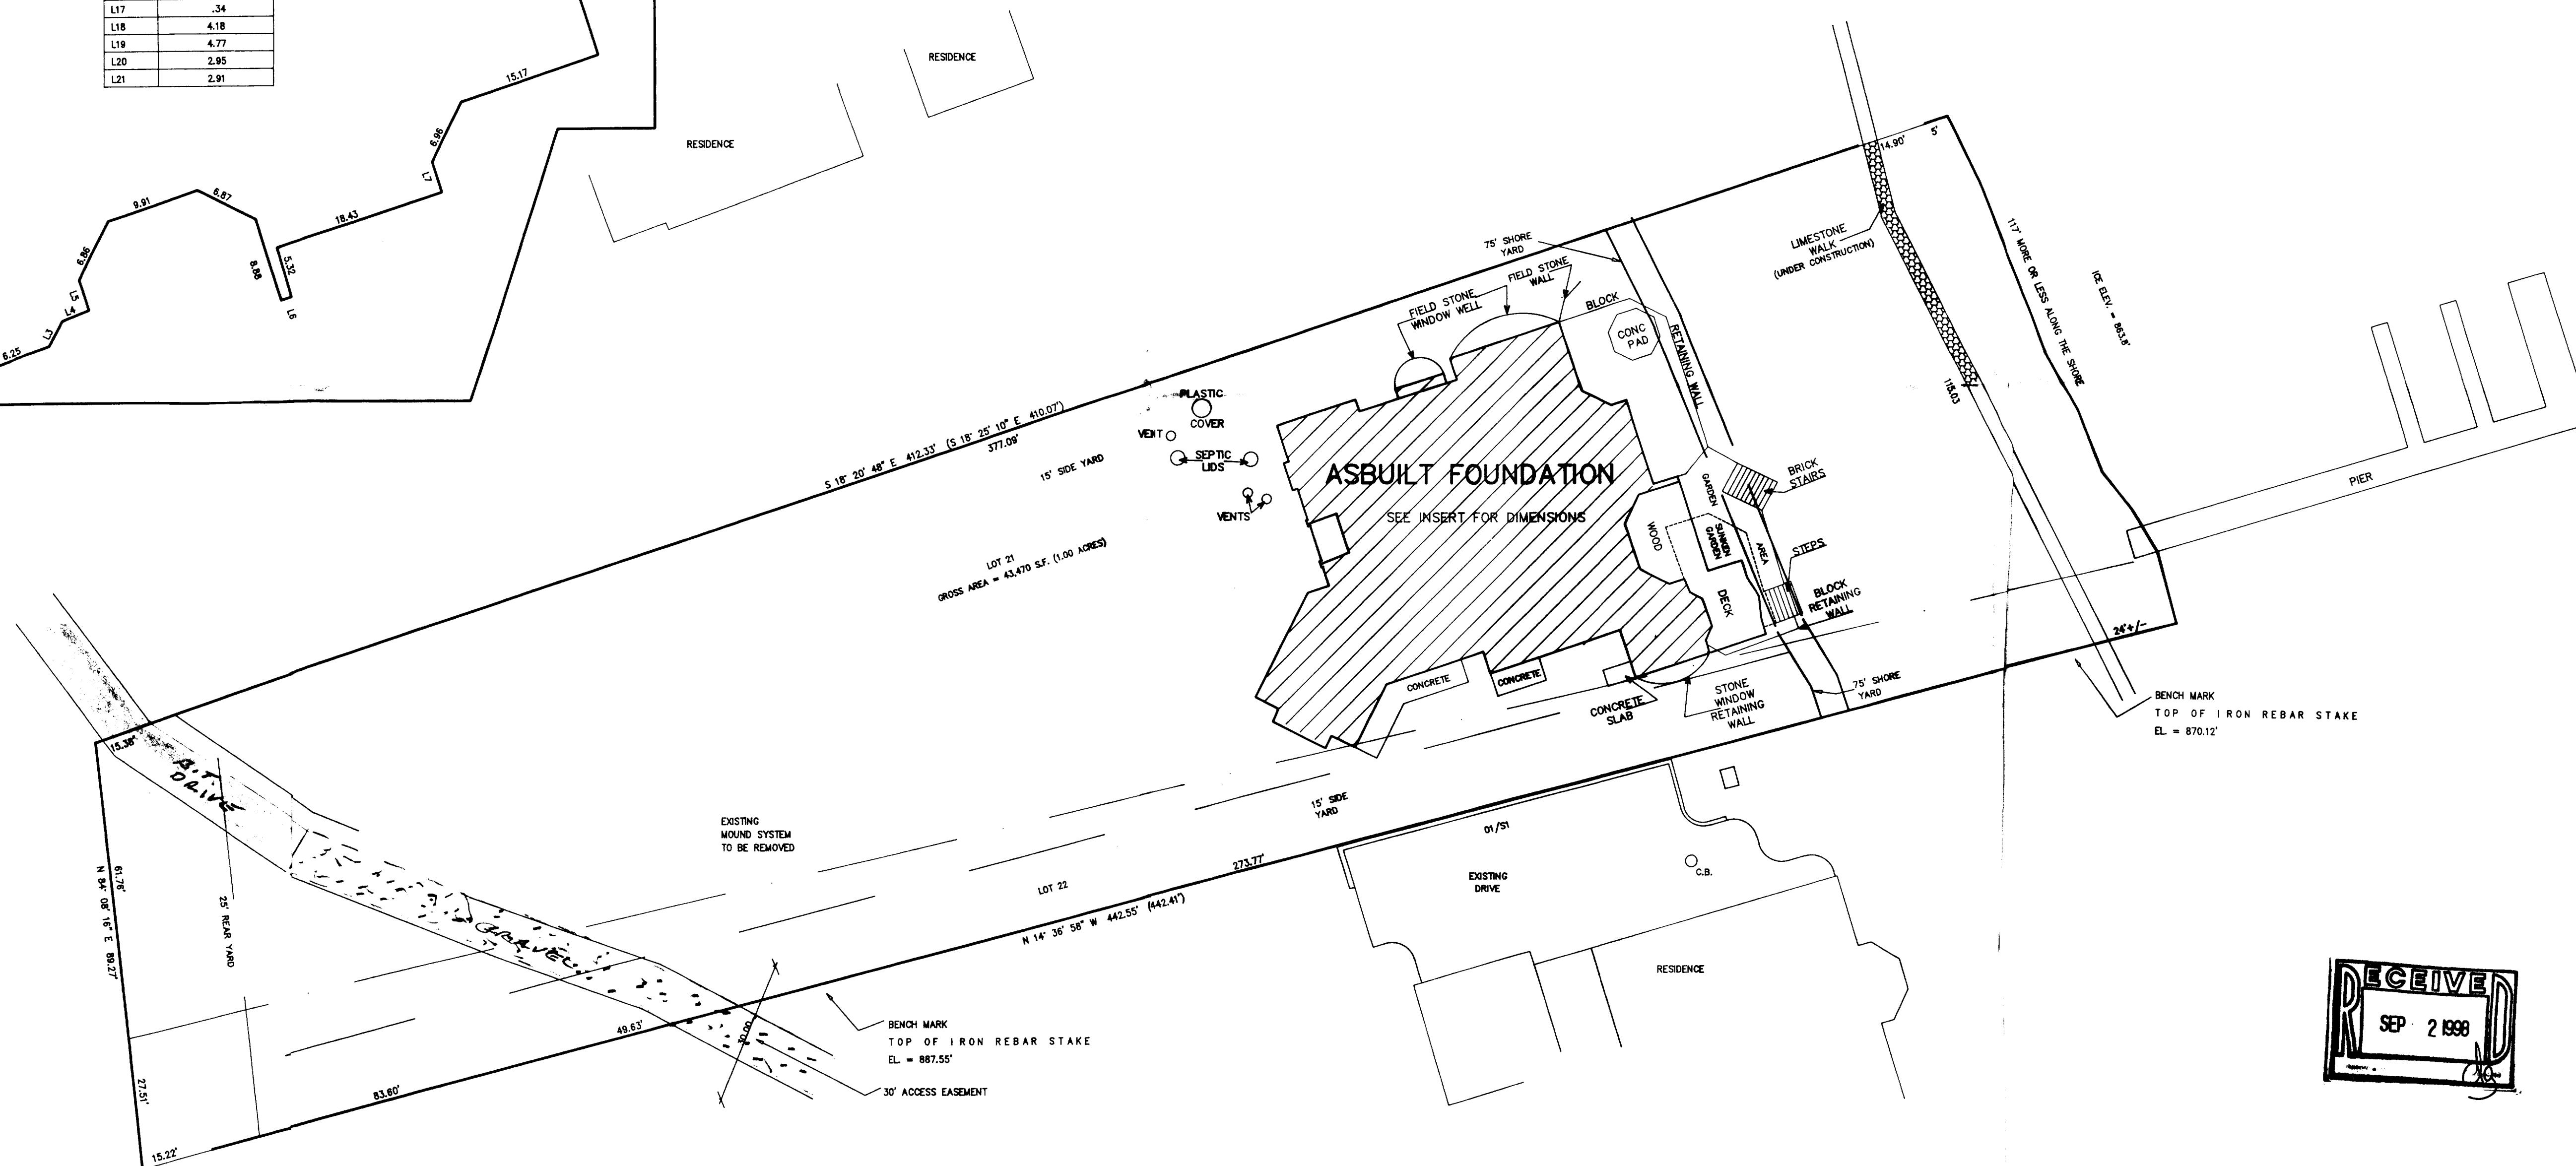 L17 .34
L18 4.18
L19 4.77
L20 2.95
L21 2.91
15.17
6.96
L7
18.43
9.91
6.87
6.86
8.88
5.32
L6
L5
L4
L3
6.25
RESIDENCE
RESIDENCE
14.90'
5'
LIMESTONE
WALK
(UNDER CONSTRUCTION)
117' MORE OR LESS ALONG THE SHORE
ICE ELEV. = 863.8'
115.03
75' SHORE
YARD
FIELD STONE
WALL
FIELD STONE
WINDOW WELL
BLOCK
RETAINING WALL
CONC
PAD
PLASTIC
COVER
VENT
SEPTIC
LIDS
VENTS
S 18° 20' 48" E 412.33' (S 18° 25' 10" E 410.07')
377.09'
15' SIDE YARD
ASBUILT FOUNDATION
SEE INSERT FOR DIMENSIONS
BRICK
STAIRS
GARDEN
AREA
SUNKEN
GARDEN
WOOD
DECK
STEPS
BLOCK
RETAINING
WALL
PIER
24'+/-
LOT 21
GROSS AREA = 43,470 S.F. (1.00 ACRES)
CONCRETE
CONCRETE
CONCRETE
SLAB
STONE
WINDOW
RETAINING
WALL
75' SHORE
YARD
BENCH MARK
TOP OF IRON REBAR STAKE
EL. = 870.12'
15.38'
B.T.
DRIVE
EXISTING
MOUND SYSTEM
TO BE REMOVED
15' SIDE
YARD
01/S1
273.77'
LOT 22
N 14° 36' 58" W 442.55' (442.41')
EXISTING
DRIVE
C.B.
RESIDENCE
61.76'
N 84° 08' 16" E 89.27'
25' REAR YARD
GRAVEL
49.63'
30.00
BENCH MARK
TOP OF IRON REBAR STAKE
EL. = 887.55'
30' ACCESS EASEMENT
27.51'
83.60'
15.22'
RECEIVED
SEP 2 1998